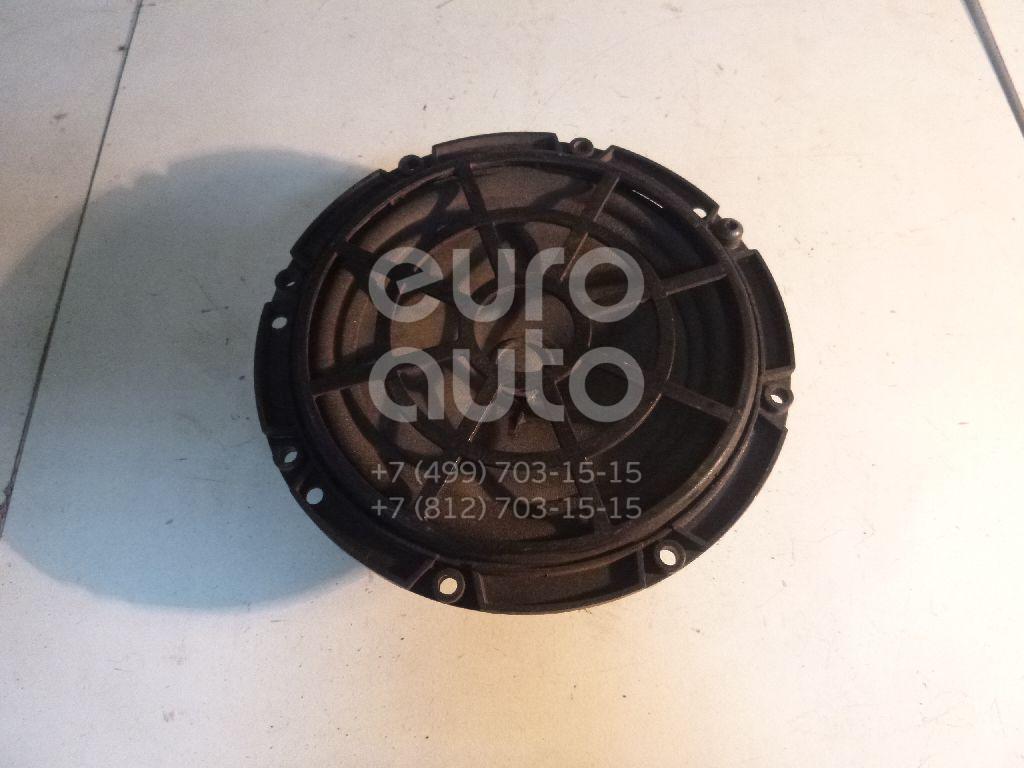 euro
auto
+7 (499) 703-15-15
+7 (812) 703-15-15